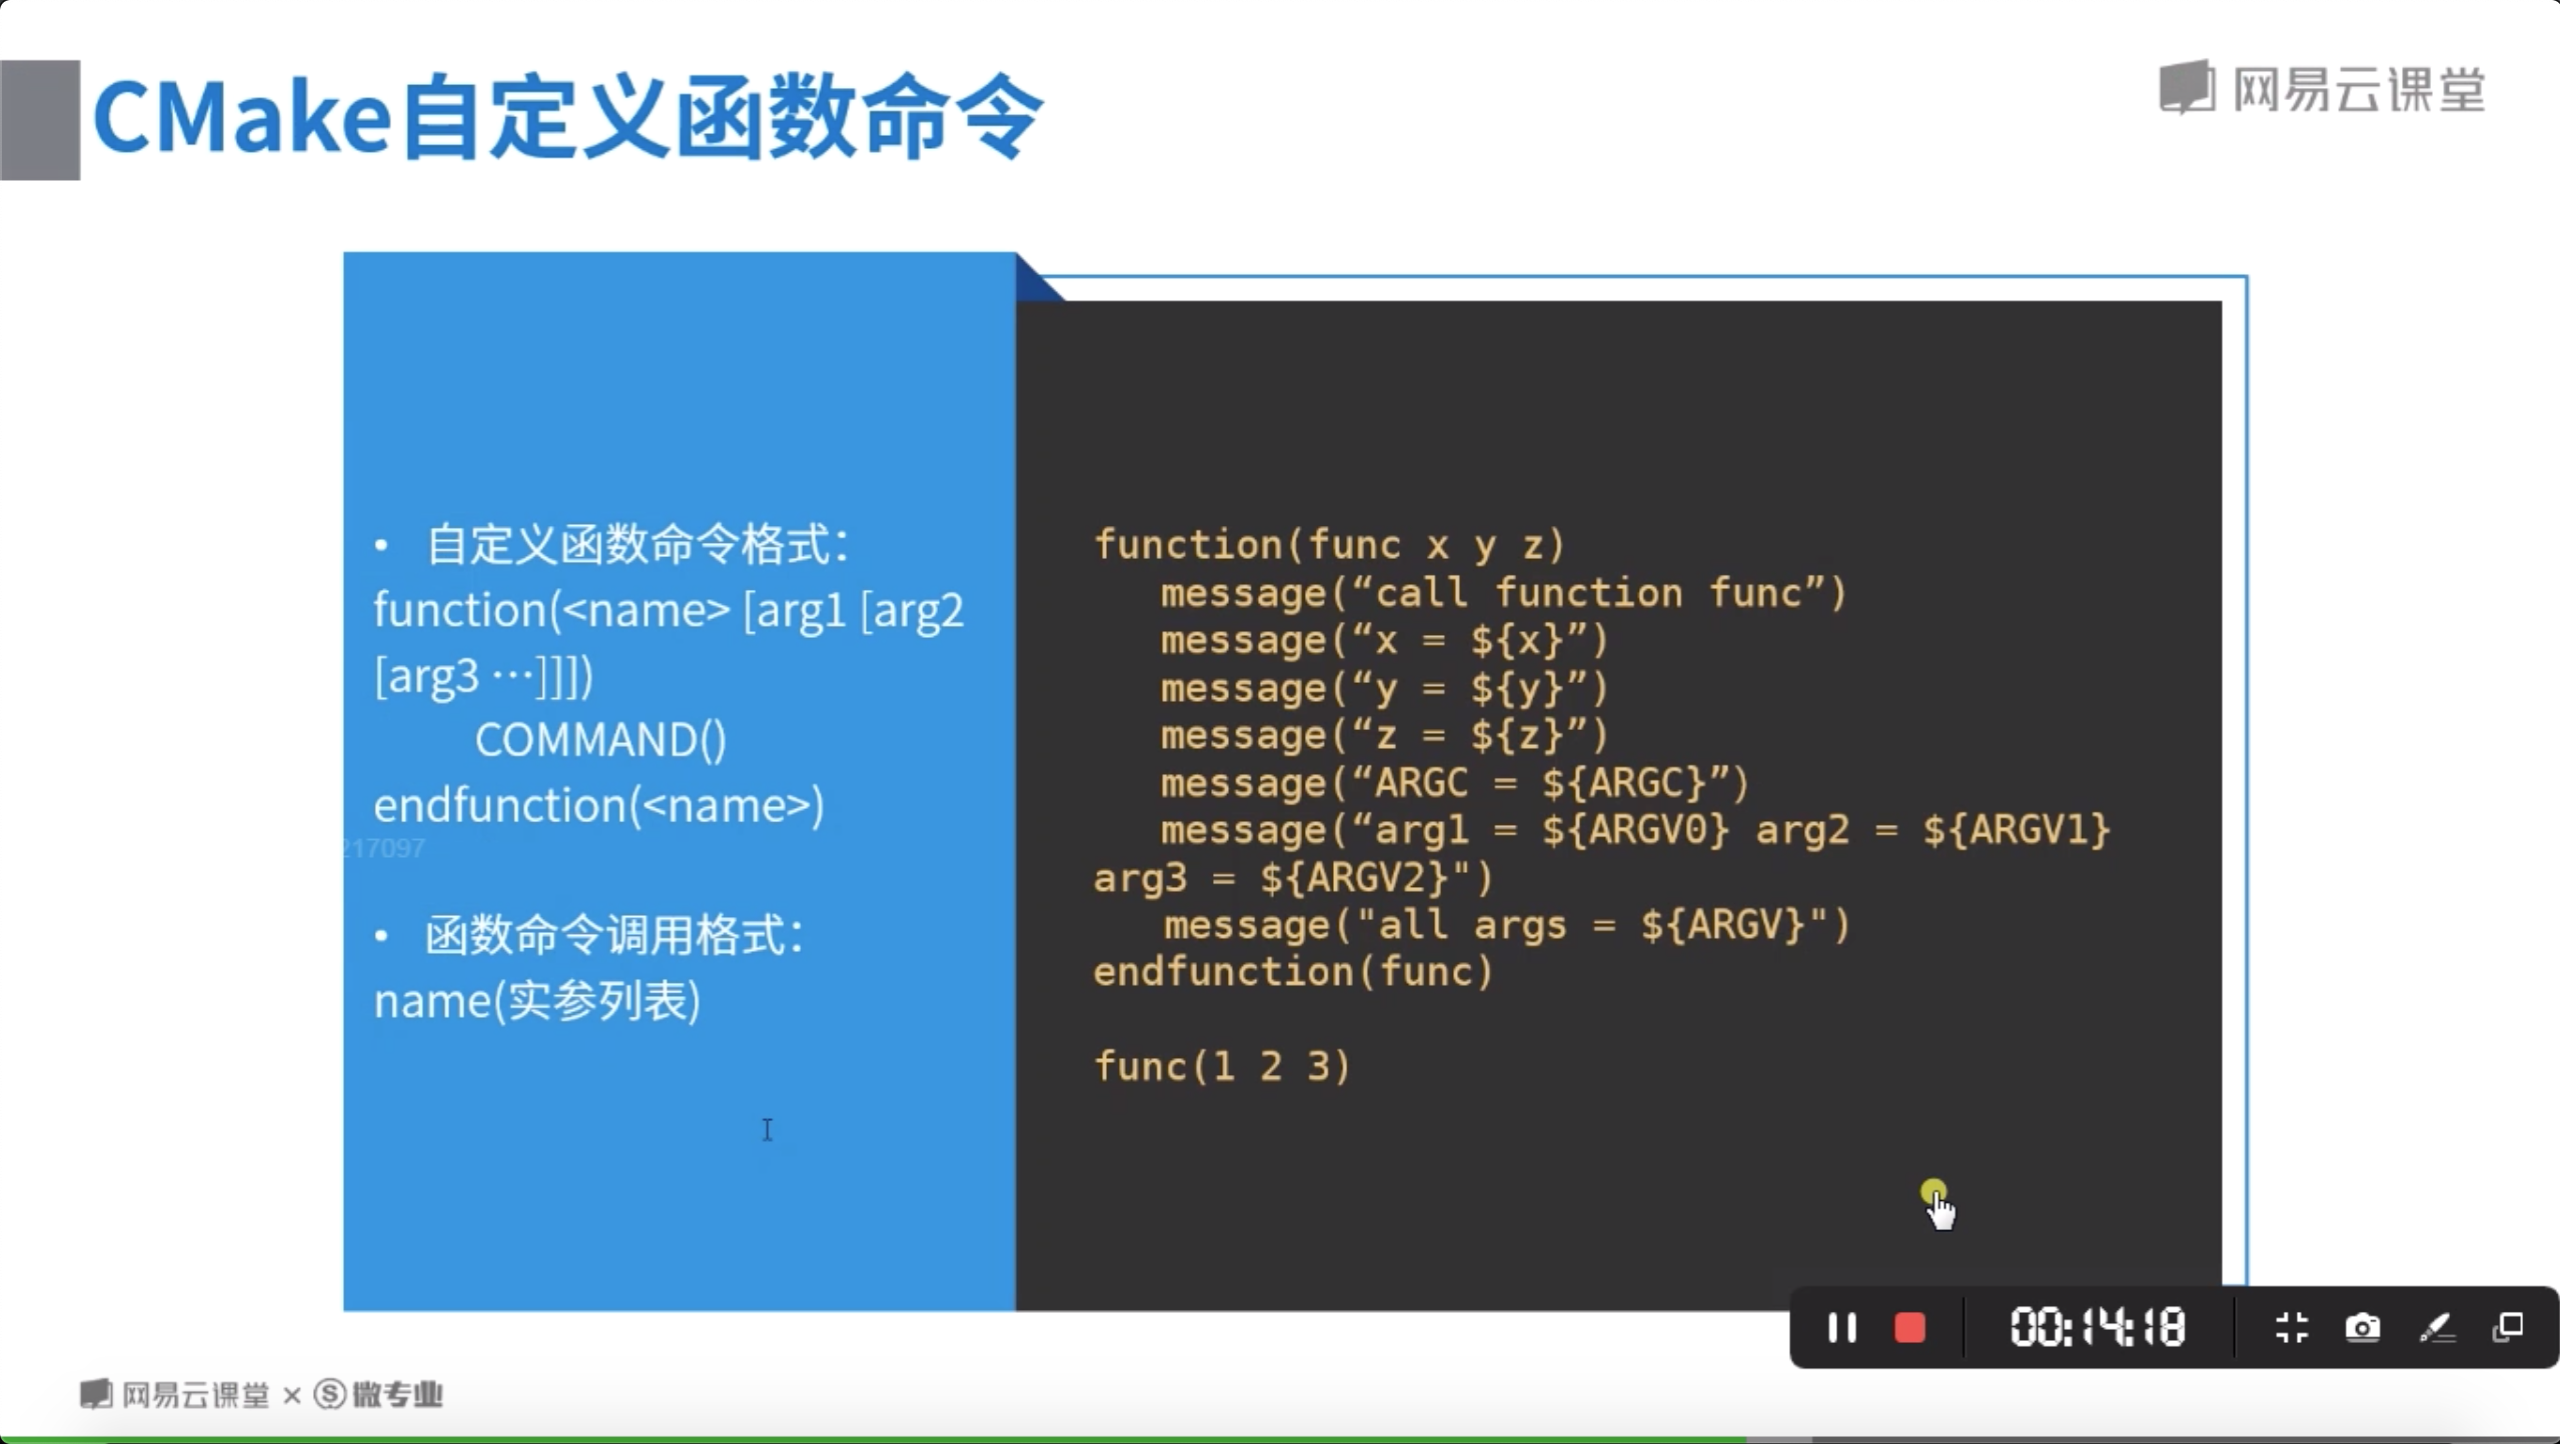 CMake自定义函数命令
网易云课堂
• 自定义函数命令格式：
function(<name> [arg1 [arg2
[arg3 …]]])
COMMAND()
endfunction(<name>)
217097
• 函数命令调用格式：
name(实参列表)
function(func x y z)
message(“call function func”)
message(“x = ${x}”)
message(“y = ${y}”)
message(“z = ${z}”)
message(“ARGC = ${ARGC}”)
message(“arg1 = ${ARGV0} arg2 = ${ARGV1}
arg3 = ${ARGV2}")
message("all args = ${ARGV}")
endfunction(func)
func(1 2 3)
00:14:18
网易云课堂 × Ⓢ微专业